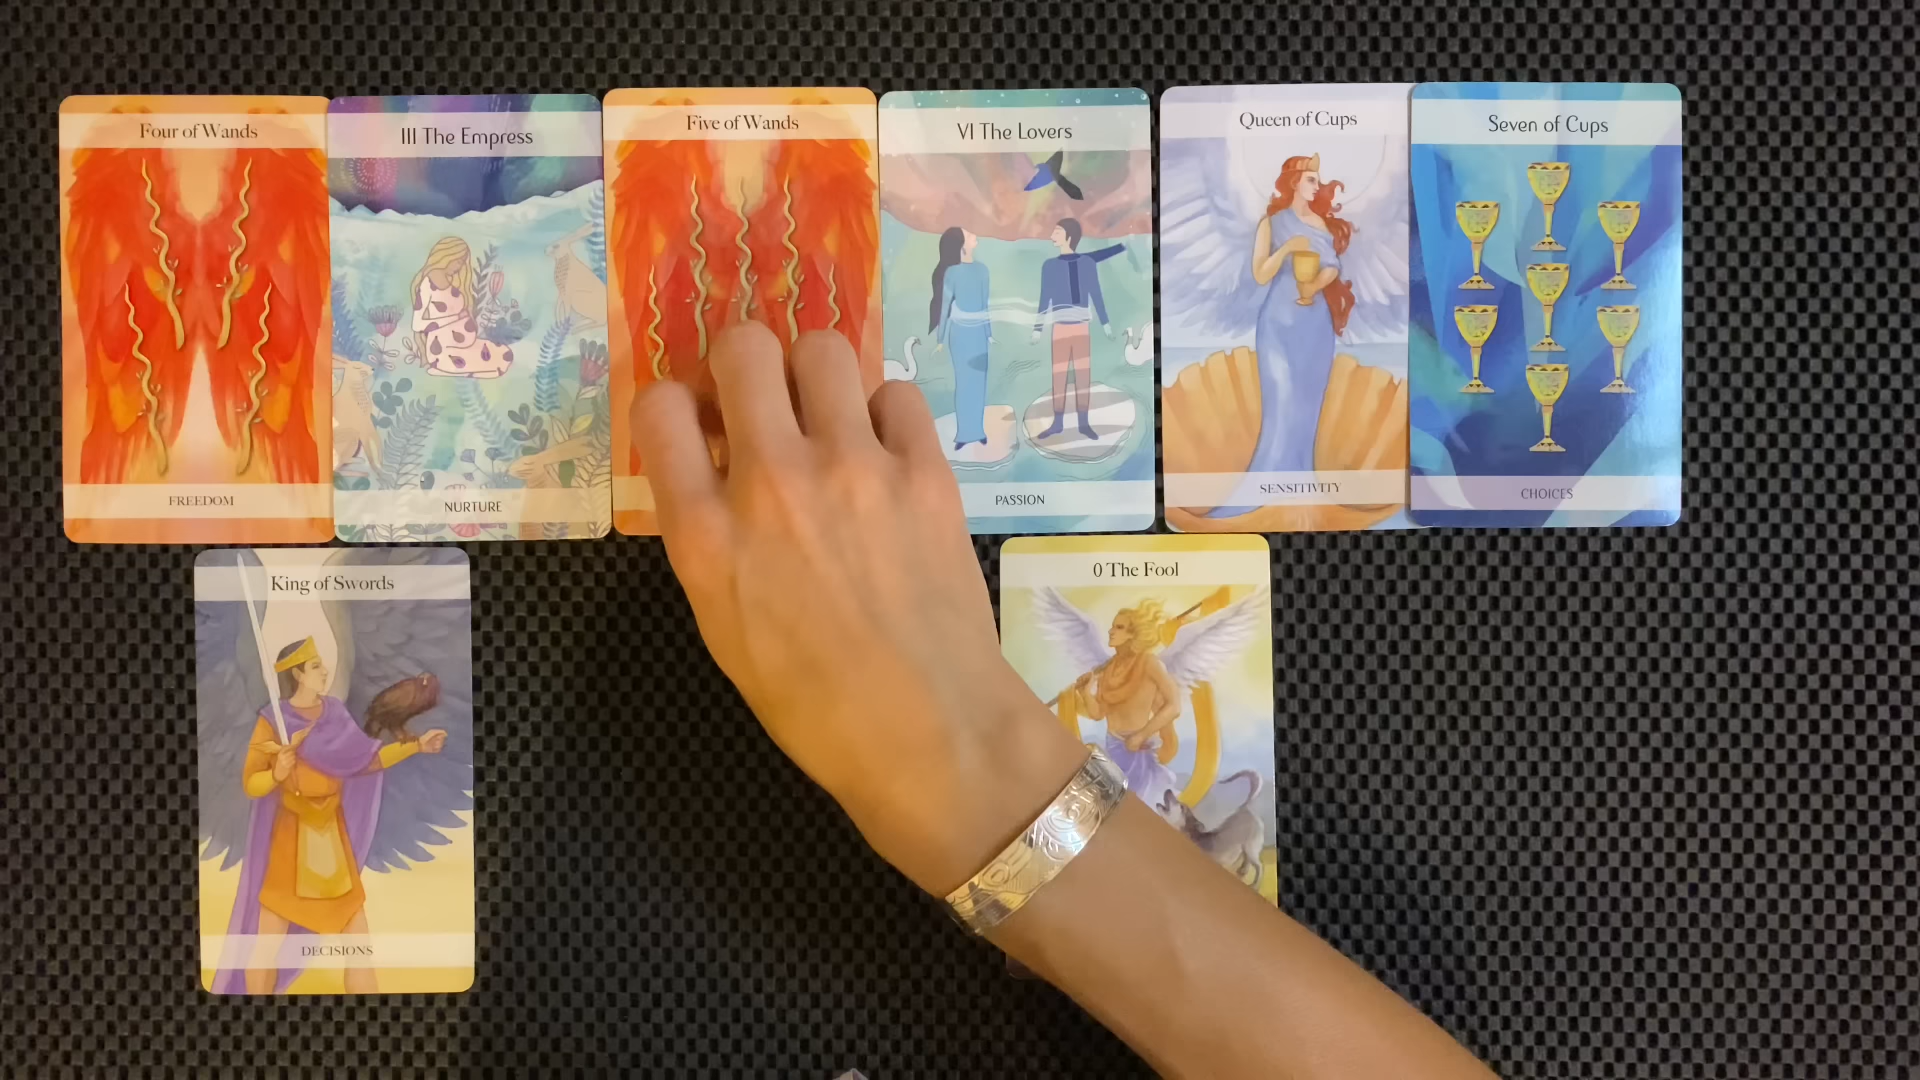 Four of Wands
III The Empress
Five of Wands
VI The Lovers
Queen of Cups
Seven of Cups
FREEDOM
NURTURE
PASSION
SENSITIVITY
CHOICES
King of Swords
0 The Fool
DECISIONS